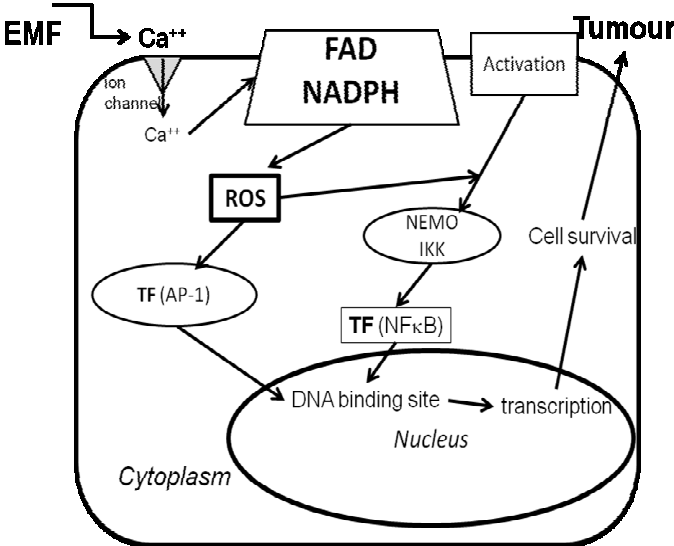 EMF
Ca⁺⁺
Tumour
FAD
NADPH
Activation
ion
channel
Ca⁺⁺
ROS
NEMO
IKK
Cell survival
TF (AP-1)
TF (NFκB)
DNA binding site
transcription
Nucleus
Cytoplasm